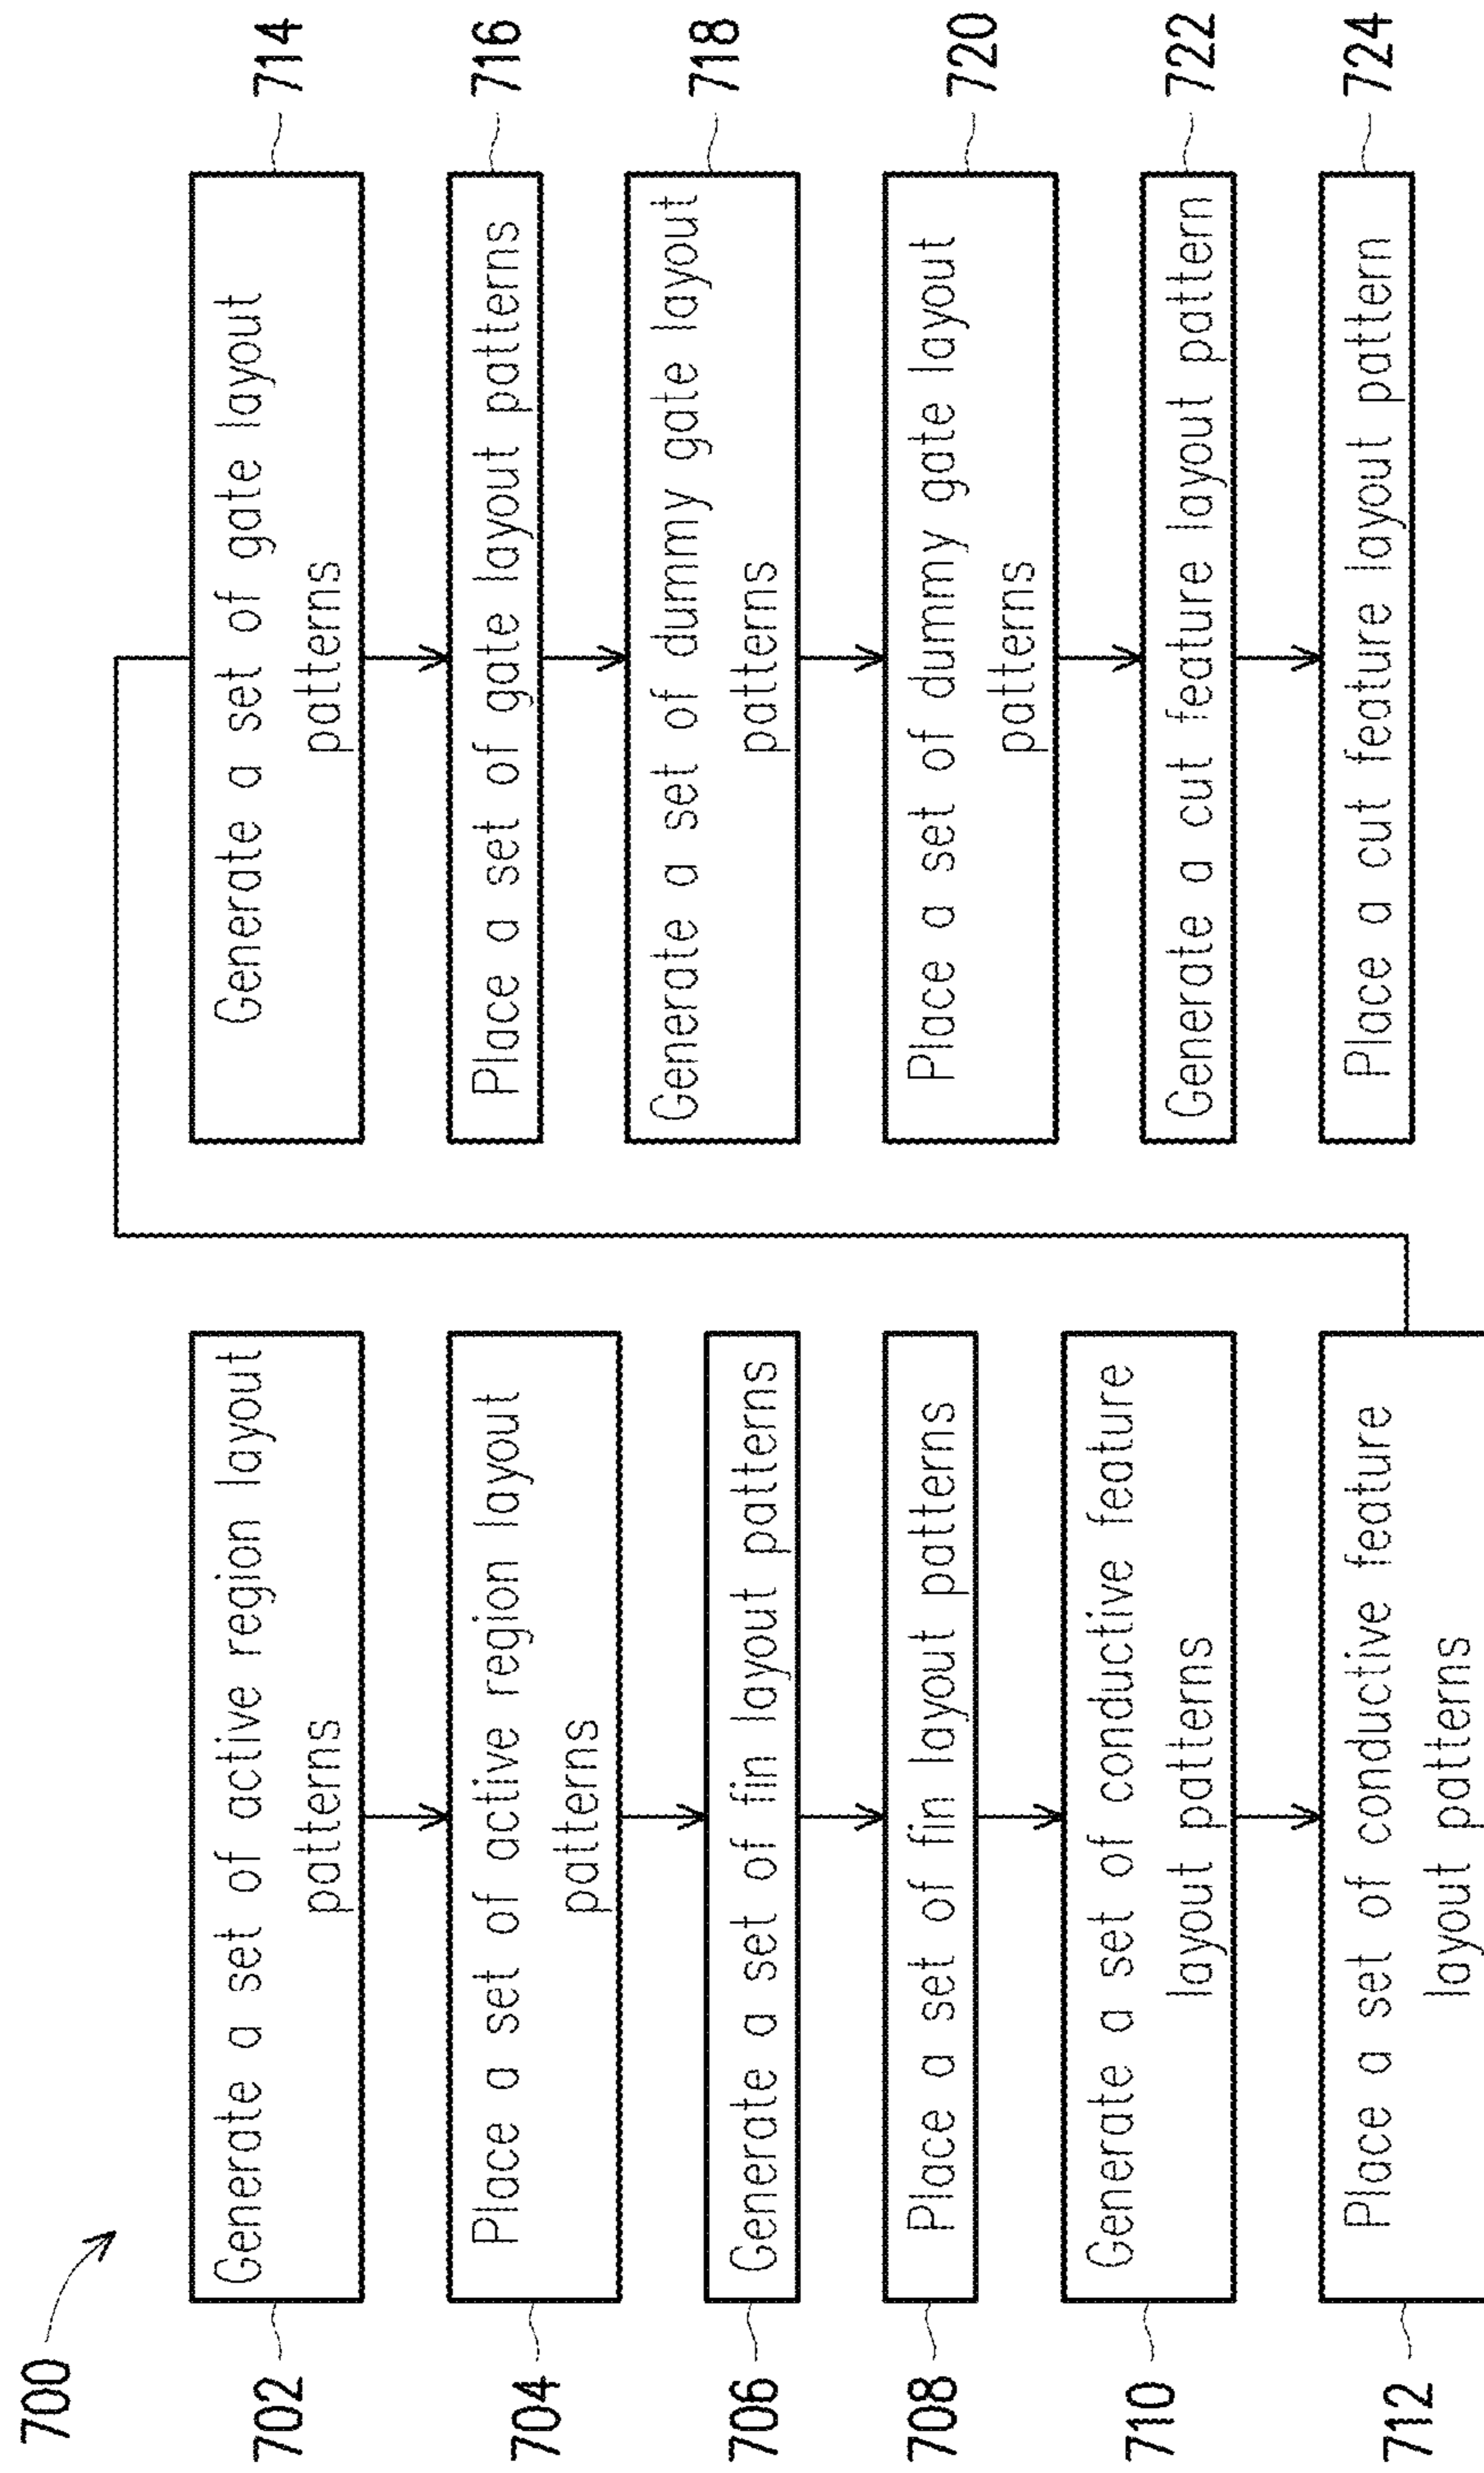 700
702
Generate a set of active region layout
patterns
704
Place a set of active region layout
patterns
706
Generate a set of fin layout patterns
708
Place a set of fin layout patterns
710
Generate a set of conductive feature
layout patterns
712
Place a set of conductive feature
layout patterns
714
Generate a set of gate layout
patterns
716
Place a set of gate layout patterns
718
Generate a set of dummy gate layout
patterns
720
Place a set of dummy gate layout
patterns
722
Generate a cut feature layout pattern
724
Place a cut feature layout pattern